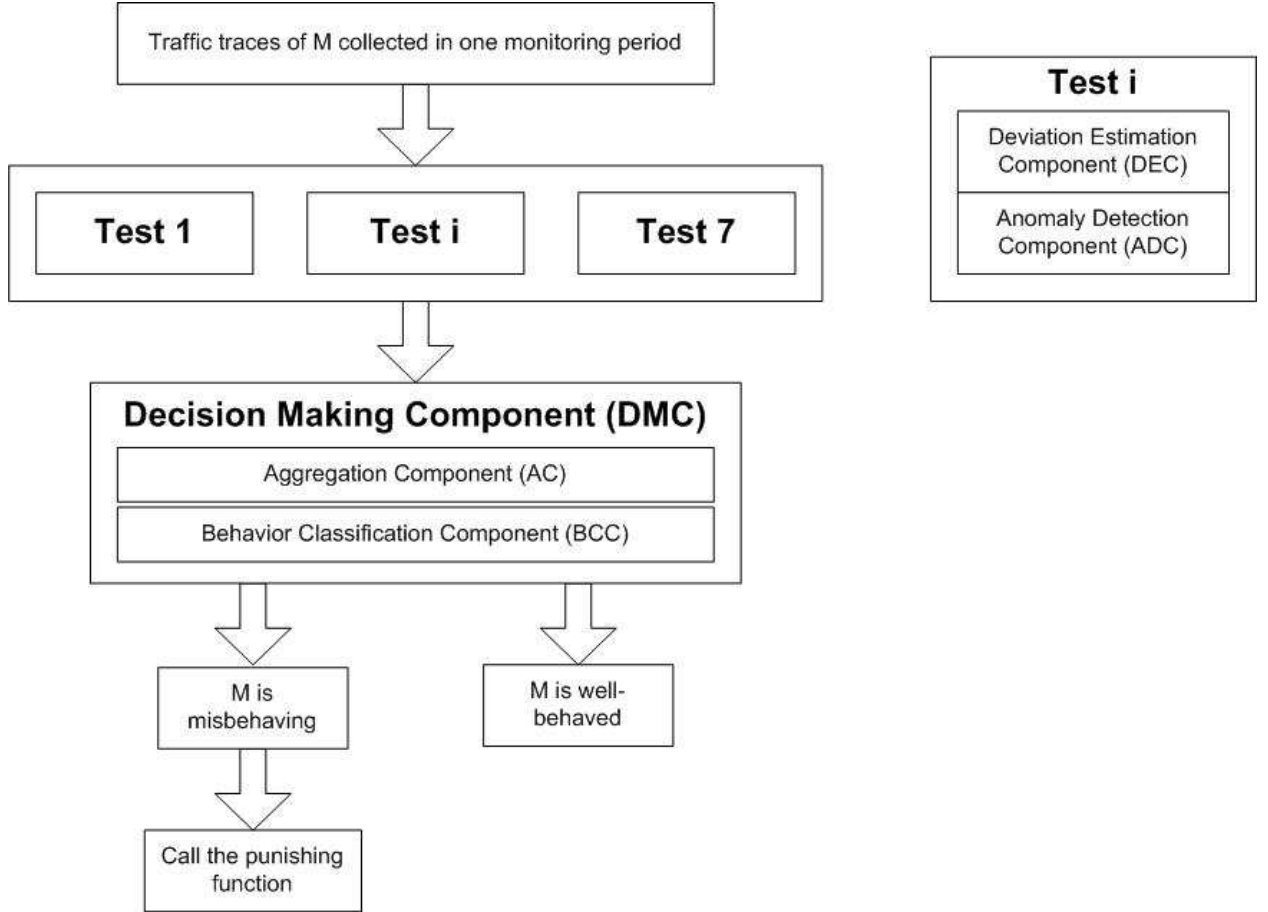 Traffic traces of M collected in one monitoring period
Test 1
Test i
Test 7
Decision Making Component (DMC)
Aggregation Component (AC)
Behavior Classification Component (BCC)
M is
misbehaving
M is well-
behaved
Call the punishing
function
Test i
Deviation Estimation
Component (DEC)
Anomaly Detection
Component (ADC)